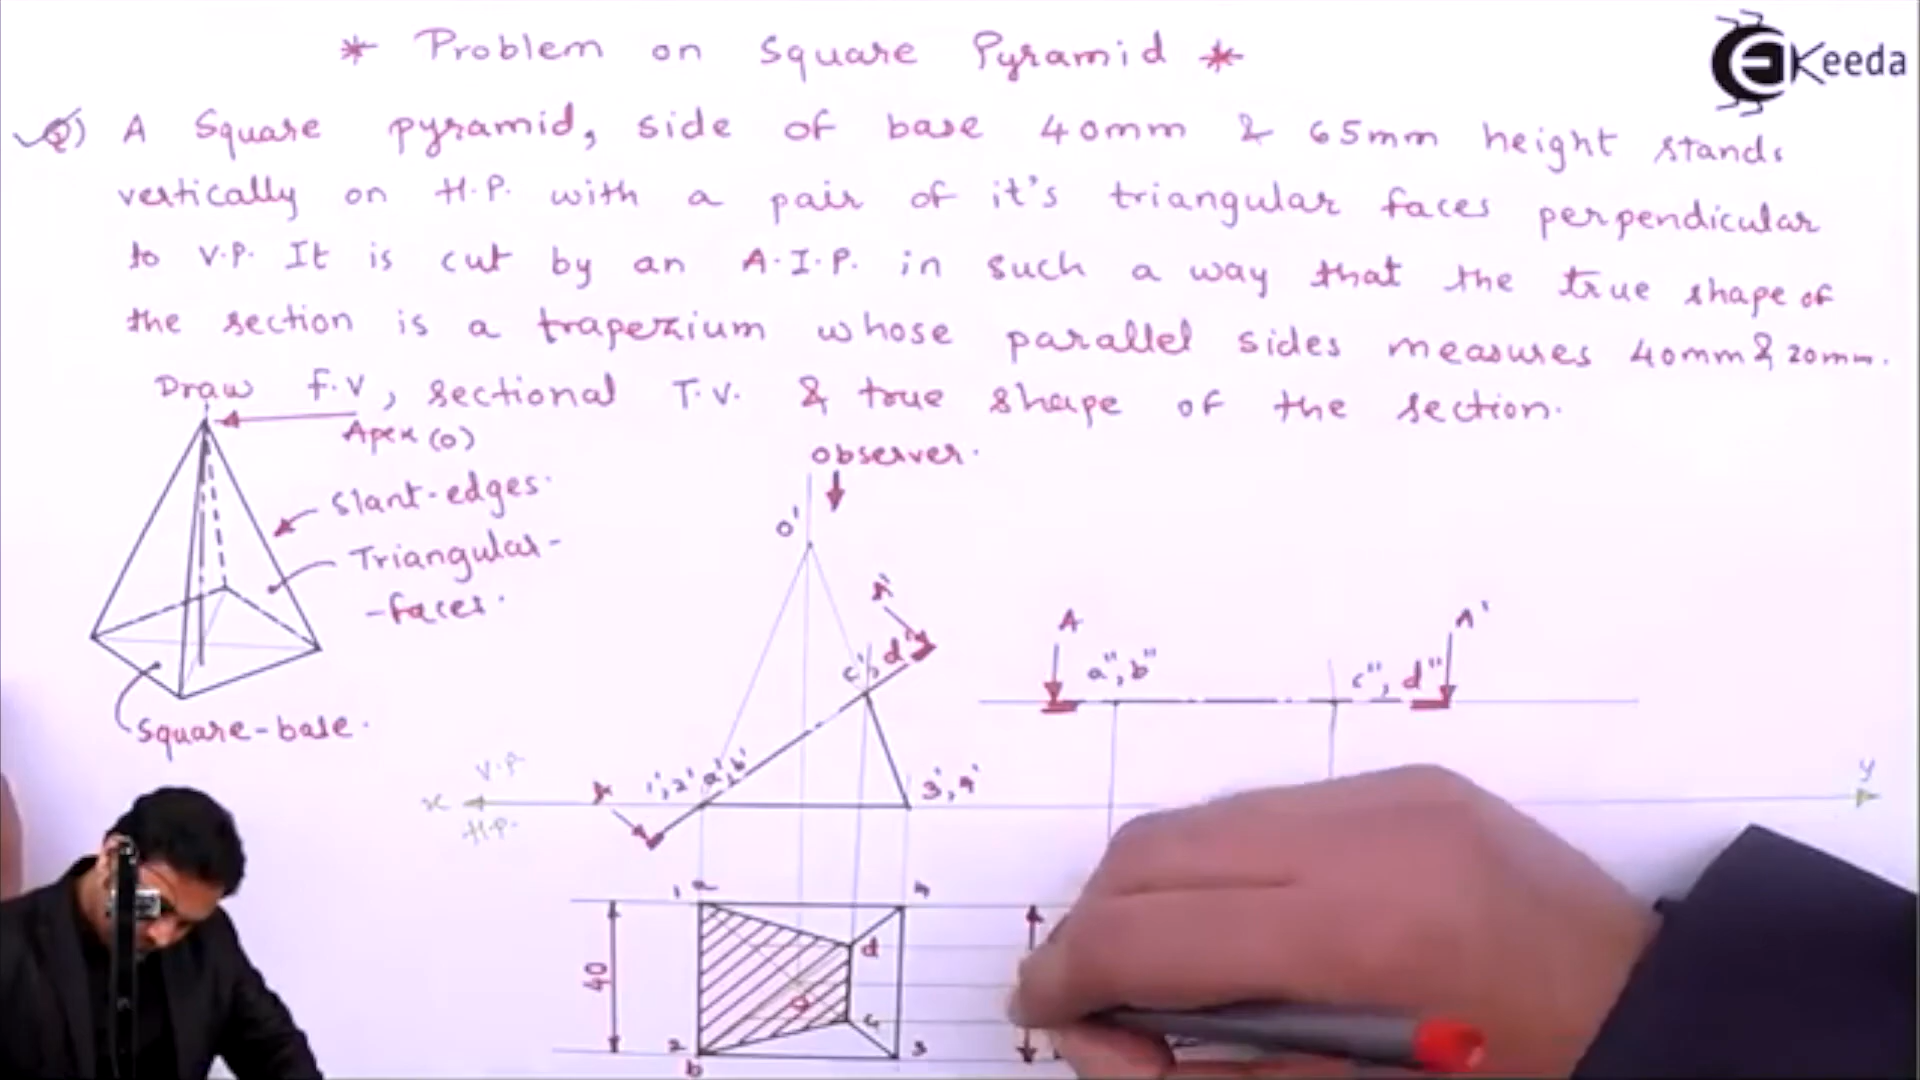 * Problem on Square Pyramid *
Keeda
Q) A Square pyramid, side of base 40mm & 65mm height stands
vertically on H.P. with a pair of it's triangular faces perpendicular
to V.P. It is cut by an A.I.P. in such a way that the true shape of
the section is a trapezium whose parallel sides measures 40mm & 20mm.
Draw F.V, sectional T.V. & true shape of the section.
Apex (o)
observer.
Slant-edges.
o'
Triangular-
-faces.
A'
A
A'
c', d'
a", b"
c", d"
Square-base.
V.P.
1', 2' a', b'
3', 4'
y
x
A
H.P.
1 a
4
d
40
o
c
2
3
b